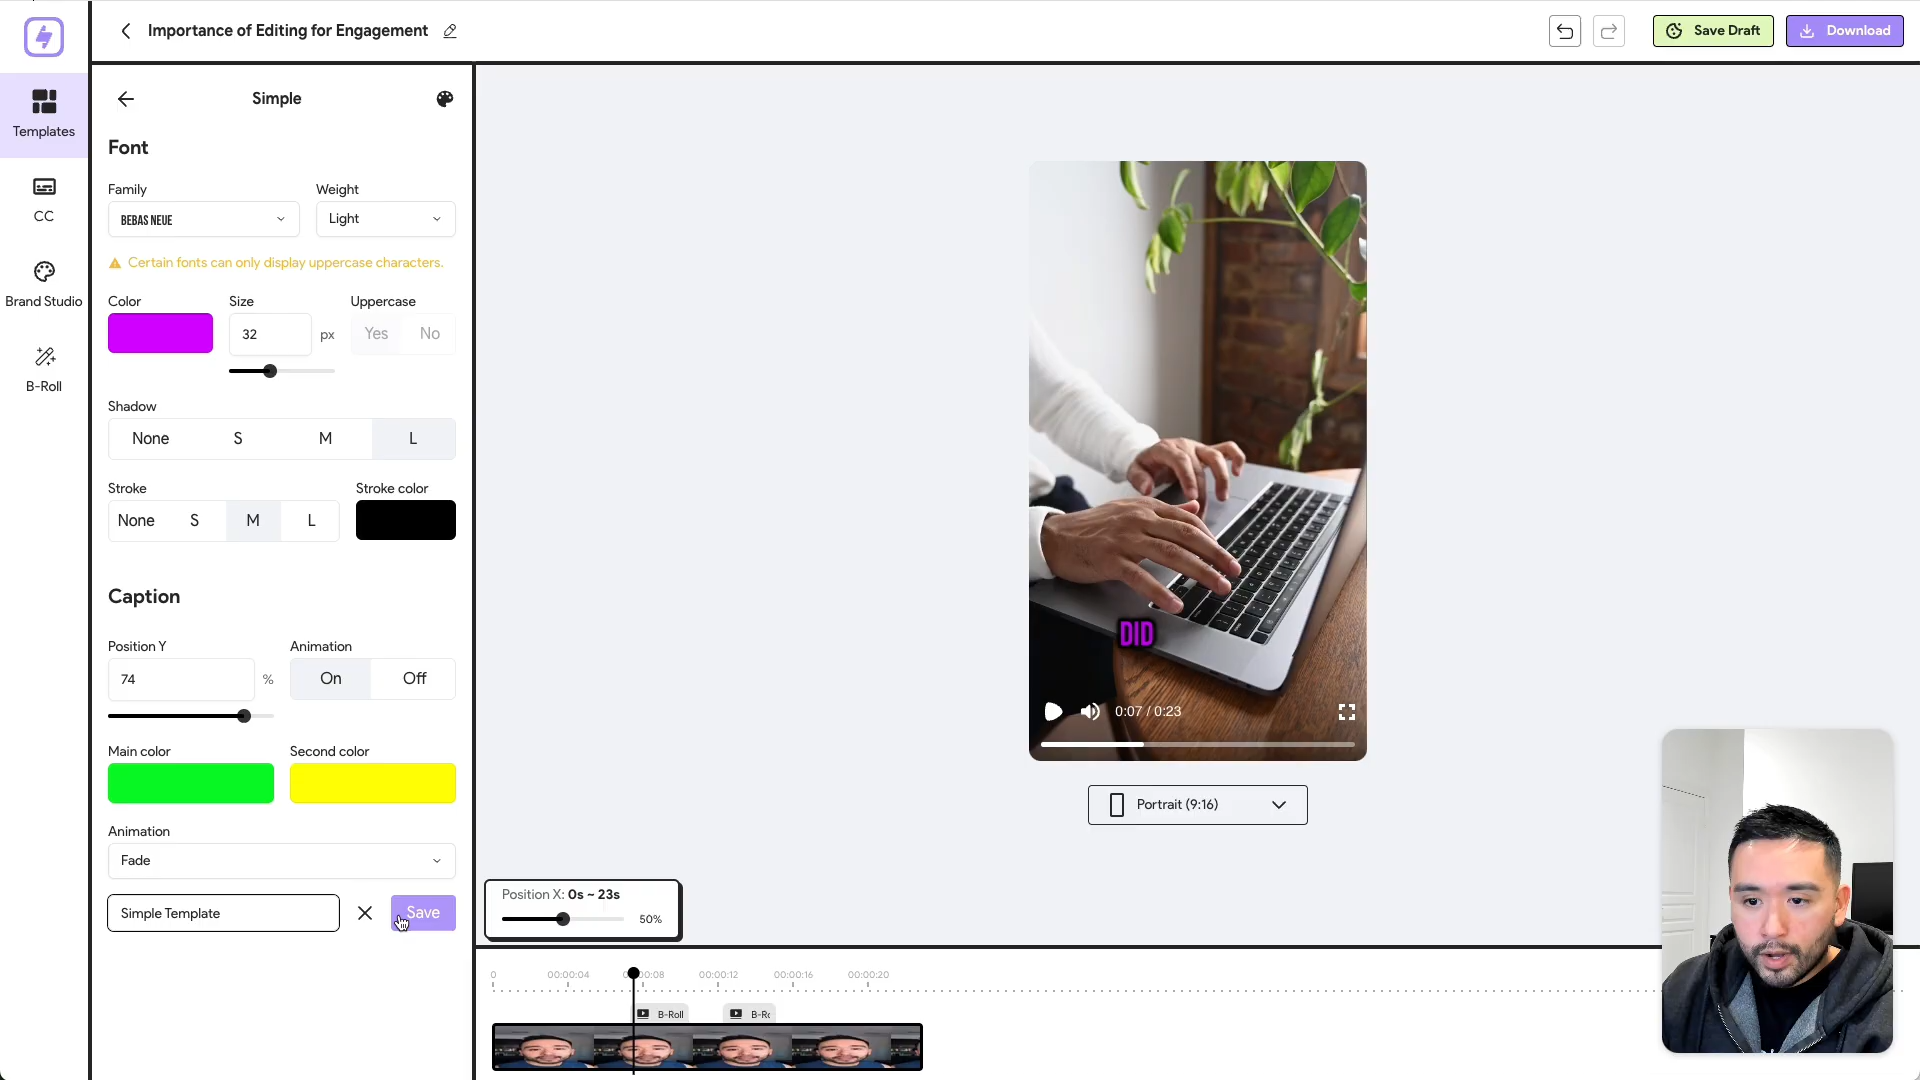 Importance of Editing for Engagement
Save Draft
Download
Templates
CC
Brand Studio
B-Roll
Simple
Font
Family
Weight
BEBAS NEUE
Light
Certain fonts can only display uppercase characters.
Color
Size
Uppercase
32
px
Yes
No
Shadow
None
S
M
L
Stroke
Stroke color
None
S
M
L
Caption
Position Y
Animation
74
%
On
Off
Main color
Second color
Animation
Fade
Simple Template
Save
DID
0:07 / 0:23
Portrait (9:16)
Position X: 0s ~ 23s
50%
0
00:00:04
00:08
00:00:12
00:00:16
00:00:20
B-Roll
B-Rc